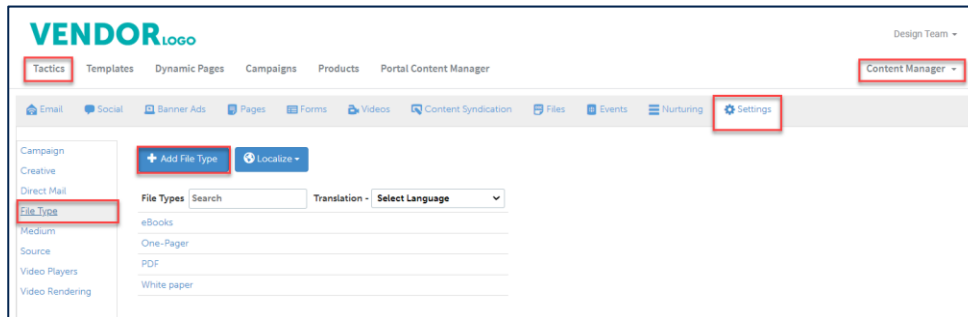 VENDOR LOGO
Design Team
Tactics Templates Dynamic Pages Campaigns Products Portal Content Manager Content Manager
Email Social Banner Ads Pages Forms Videos Content Syndication Files Events Nurturing Settings
Campaign
Creative
Direct Mail
File Type
Medium
Source
Video Players
Video Rendering
Add File Type Localize
File Types Search Translation - Select Language
eBooks
One-Pager
PDF
White paper